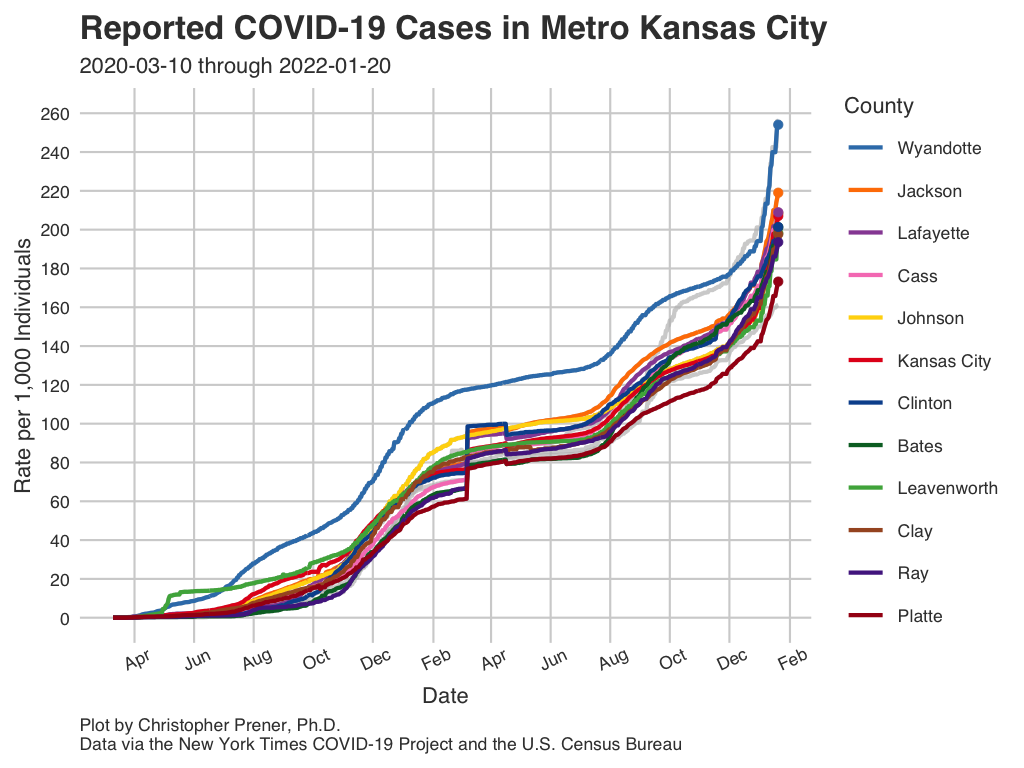 Reported COVID-19 Cases in Metro Kansas City
2020-03-10 through 2022-01-20
Rate per 1,000 Individuals
260
240
220
200
180
160
140
120
100
80
60
40
20
0
Apr Jun Aug Oct Dec Feb Apr Jun Aug Oct Dec Feb
Date
County
Wyandotte
Jackson
Lafayette
Cass
Johnson
Kansas City
Clinton
Bates
Leavenworth
Clay
Ray
Platte
Plot by Christopher Prener, Ph.D.
Data via the New York Times COVID-19 Project and the U.S. Census Bureau